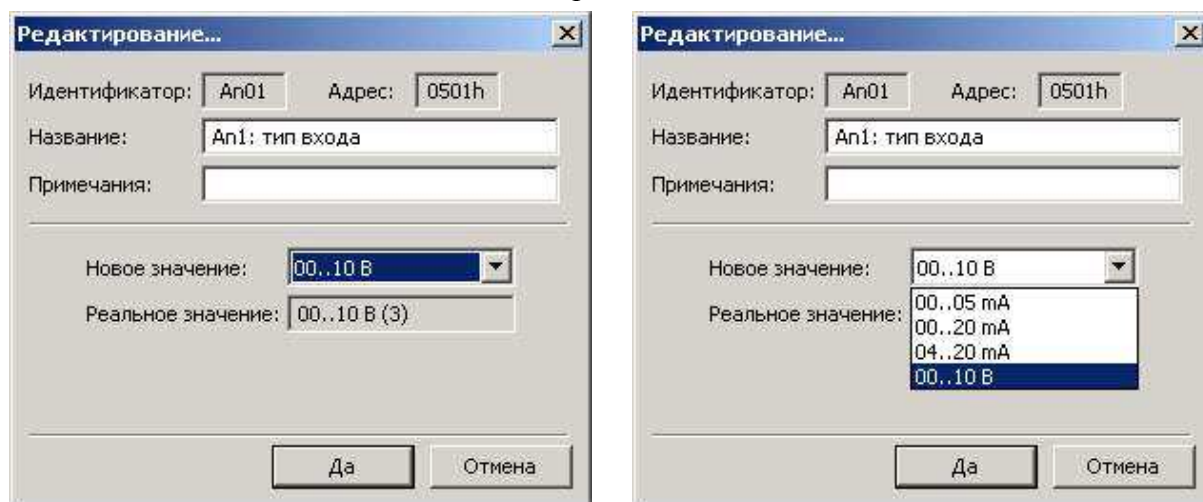 Редактирование...
Идентификатор: An01 Адрес: 0501h
Название: An1: тип входа
Примечания:
Новое значение: 00..10 В
Реальное значение: 00..10 В (3)
Да Отмена
Редактирование...
Идентификатор: An01 Адрес: 0501h
Название: An1: тип входа
Примечания:
Новое значение: 00..10 В
Реальное значение:
00..05 mA
00..20 mA
04..20 mA
00..10 В
Да Отмена